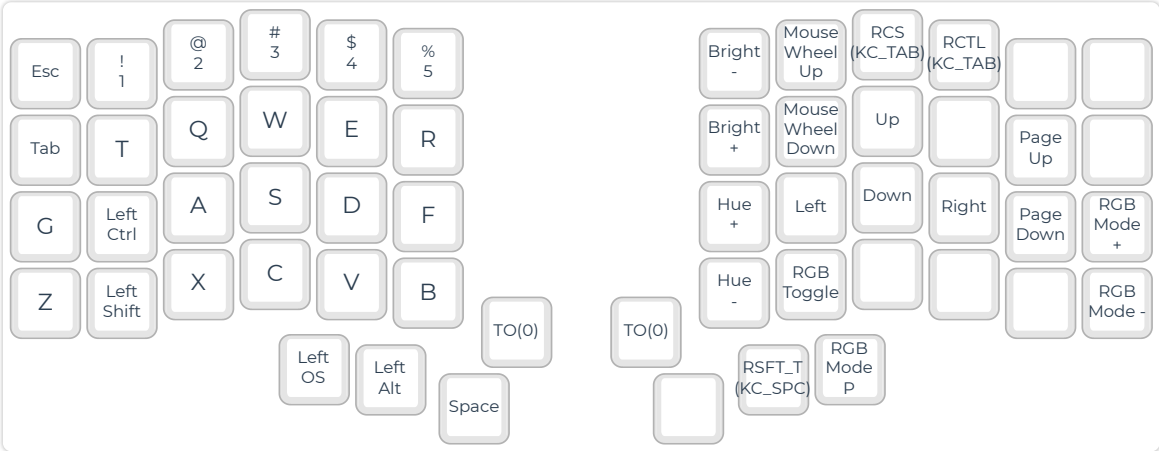 Esc
!
1
@
2
#
3
$
4
%
5
Tab
T
Q
W
E
R
G
Left
Ctrl
A
S
D
F
Z
Left
Shift
X
C
V
B
Left
OS
Left
Alt
Space
TO(0)
Bright
-
Mouse
Wheel
Up
RCS
(KC_TAB)
RCTL
(KC_TAB)
Bright
+
Mouse
Wheel
Down
Up
Page
Up
Hue
+
Left
Down
Right
Page
Down
RGB
Mode
+
Hue
-
RGB
Toggle
RGB
Mode -
TO(0)
RSFT_T
(KC_SPC)
RGB
Mode
P